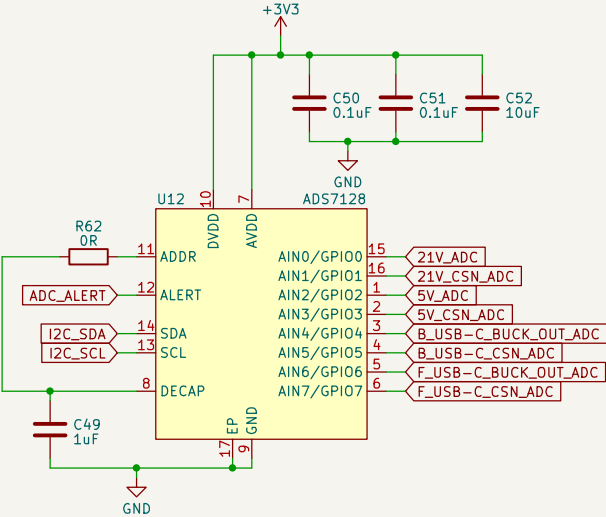 +3V3
C50
0.1uF
C51
0.1uF
C52
10uF
GND
U12
ADS7128
10
7
DVDD
AVDD
R62
0R
11
ADDR
AIN0/GPIO0
15
21V_ADC
AIN1/GPIO1
16
21V_CSN_ADC
ADC_ALERT
12
ALERT
AIN2/GPIO2
1
5V_ADC
AIN3/GPIO3
2
5V_CSN_ADC
I2C_SDA
14
SDA
AIN4/GPIO4
3
B_USB-C_BUCK_OUT_ADC
I2C_SCL
13
SCL
AIN5/GPIO5
4
B_USB-C_CSN_ADC
AIN6/GPIO6
5
F_USB-C_BUCK_OUT_ADC
8
DECAP
AIN7/GPIO7
6
F_USB-C_CSN_ADC
C49
1uF
EP
GND
17
9
GND